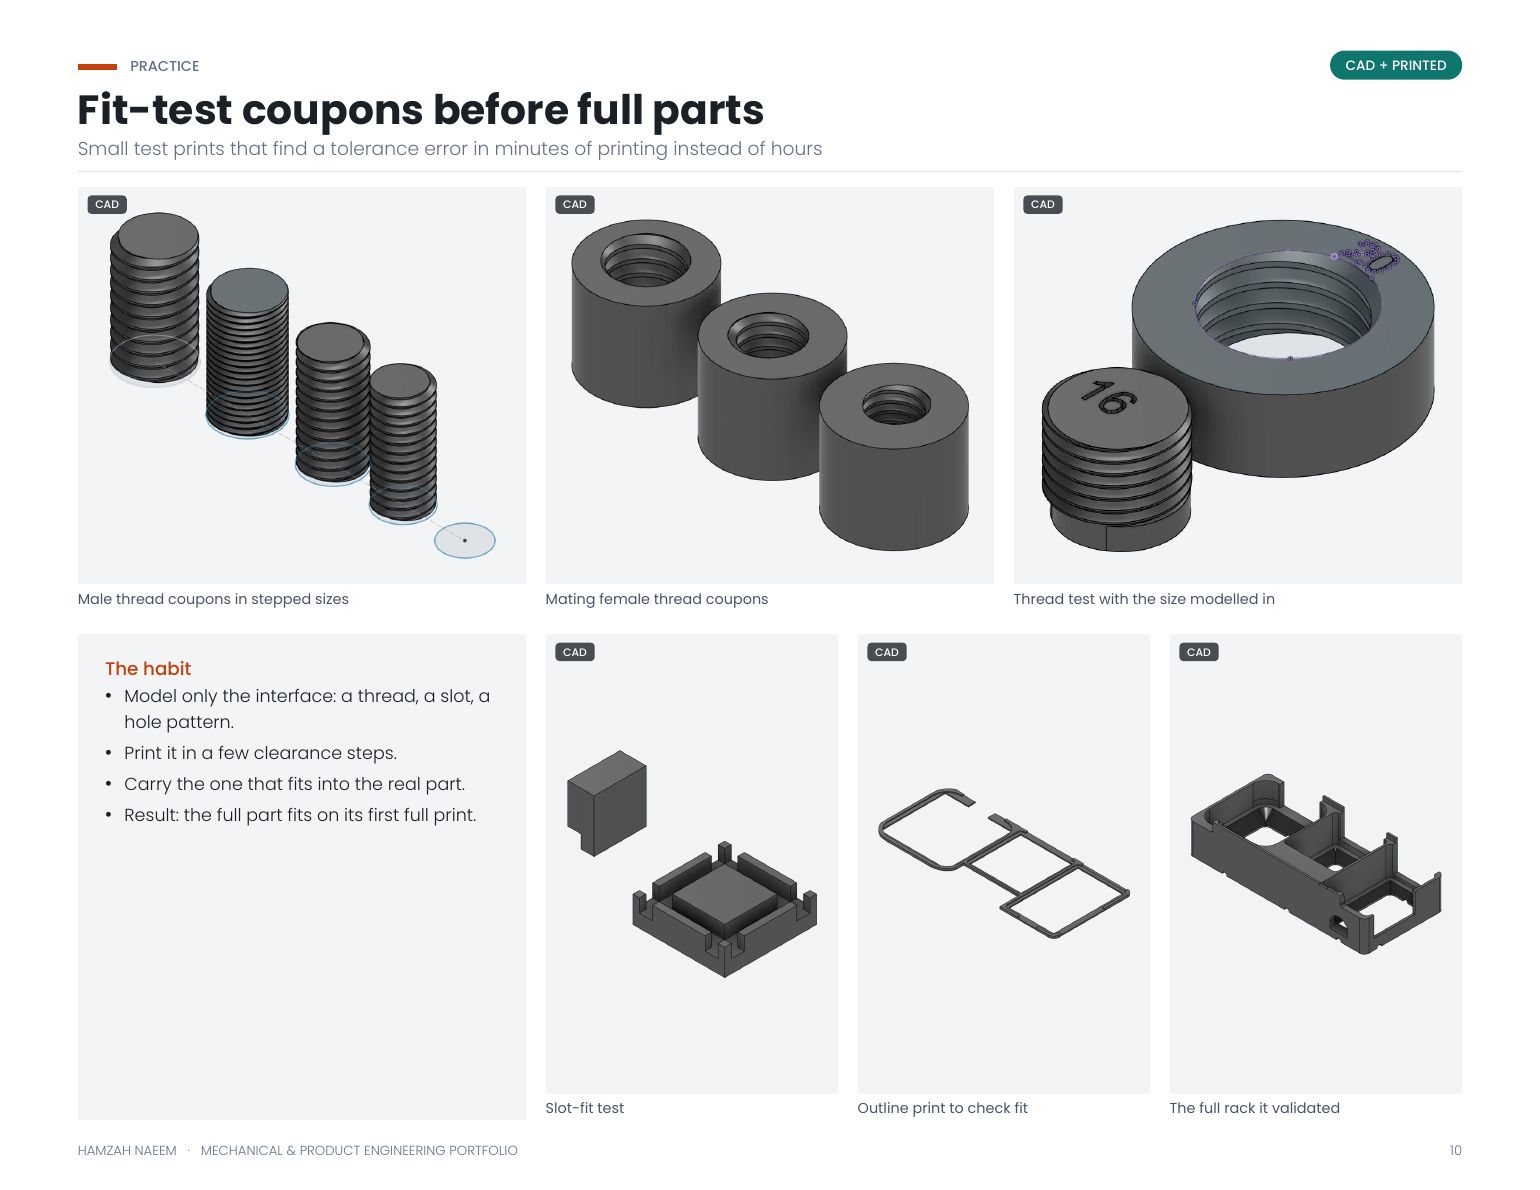 PRACTICE
CAD + PRINTED
Fit-test coupons before full parts
Small test prints that find a tolerance error in minutes of printing instead of hours
CAD
CAD
CAD
16
Male thread coupons in stepped sizes
Mating female thread coupons
Thread test with the size modelled in
The habit
• Model only the interface: a thread, a slot, a
hole pattern.
• Print it in a few clearance steps.
• Carry the one that fits into the real part.
• Result: the full part fits on its first full print.
CAD
CAD
CAD
Slot-fit test
Outline print to check fit
The full rack it validated
HAMZAH NAEEM · MECHANICAL & PRODUCT ENGINEERING PORTFOLIO
10